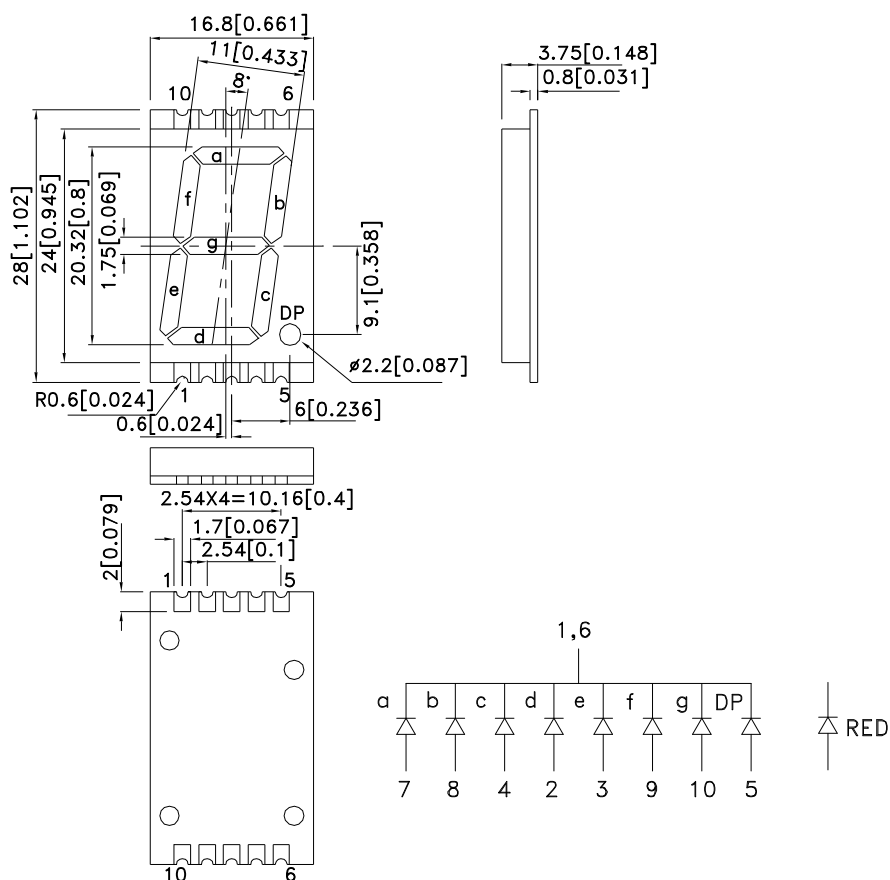 16.8[0.661]
11[0.433]
8°
10 6
3.75[0.148]
0.8[0.031]
28[1.102]
24[0.945]
20.32[0.8]
1.75[0.069]
a
f
b
g
e
c
d
DP
9.1[0.358]
ø2.2[0.087]
R0.6[0.024]
1 5
0.6[0.024]
6[0.236]
2.54X4=10.16[0.4]
1.7[0.067]
2.54[0.1]
2[0.079]
1 5
10 6
1,6
a b c d e f g DP
RED
7 8 4 2 3 9 10 5